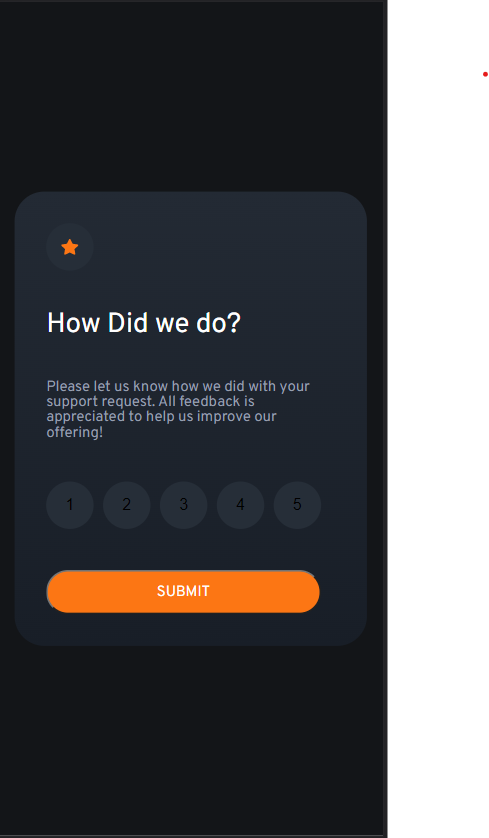 How Did we do?
Please let us know how we did with your
support request. All feedback is
appreciated to help us improve our
offering!
1 2 3 4 5
SUBMIT